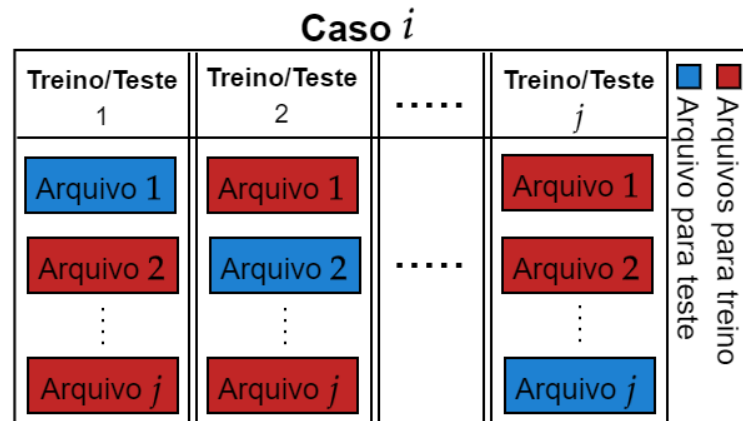 Caso i
Treino/Teste
1
Treino/Teste
2
.....
Treino/Teste
j
Arquivo 1
Arquivo 2
⋮
Arquivo j
Arquivo 1
Arquivo 2
⋮
Arquivo j
.....
Arquivo 1
Arquivo 2
⋮
Arquivo j
Arquivos para treino
Arquivo para teste